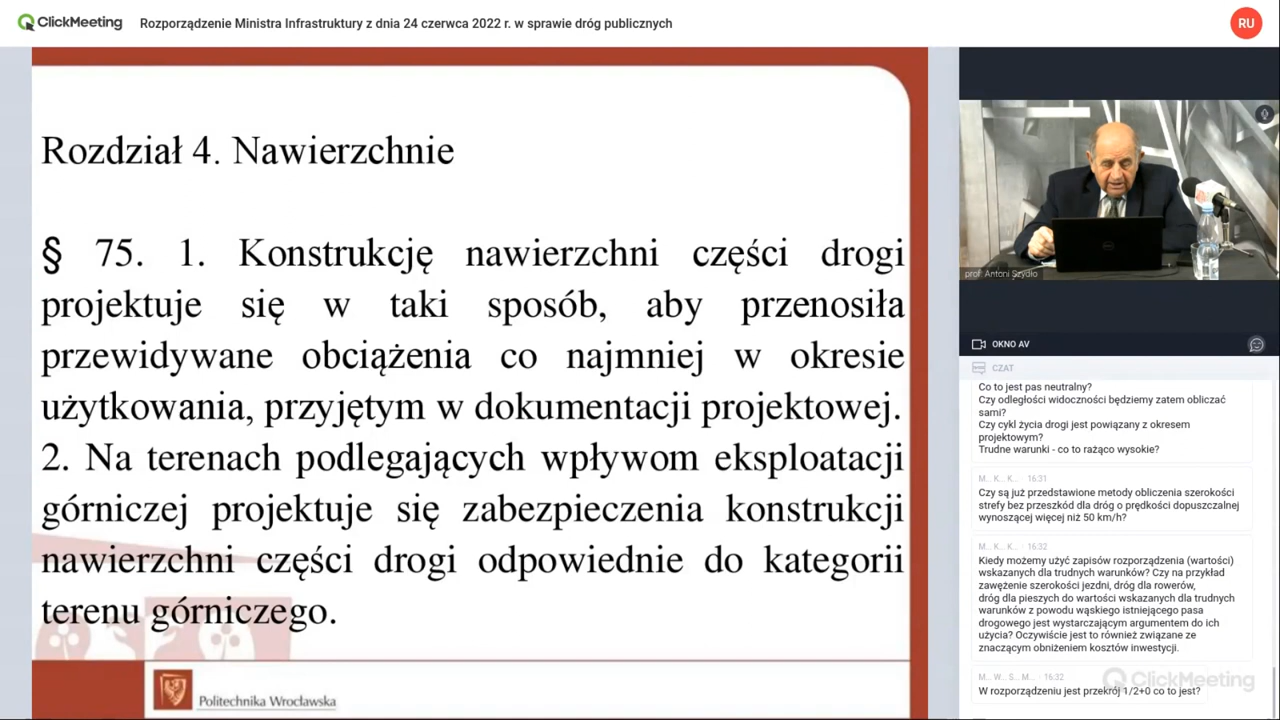 ClickMeeting
Rozporządzenie Ministra Infrastruktury z dnia 24 czerwca 2022 r. w sprawie dróg publicznych
RU
Rozdział 4. Nawierzchnie
§ 75. 1. Konstrukcję nawierzchni części drogi
projektuje się w taki sposób, aby przenosiła
przewidywane obciążenia co najmniej w okresie
użytkowania, przyjętym w dokumentacji projektowej.
2. Na terenach podlegających wpływom eksploatacji
górniczej projektuje się zabezpieczenia konstrukcji
nawierzchni części drogi odpowiednie do kategorii
terenu górniczego.
Politechnika Wrocławska
prof. Antoni Szydło
OKNO AV
CZAT
Co to jest pas neutralny?
Czy odległości widoczności będziemy zatem obliczać
sami?
Czy cykl życia drogi jest powiązany z okresem
projektowym?
Trudne warunki - co to rażąco wysokie?
M... K... K... · 16:31
Czy są już przedstawione metody obliczenia szerokości
strefy bez przeszkód dla dróg o prędkości dopuszczalnej
wynoszącej więcej niż 50 km/h?
M... K... K... · 16:32
Kiedy możemy użyć zapisów rozporządzenia (wartości)
wskazanych dla trudnych warunków? Czy na przykład
zawężenie szerokości jezdni, dróg dla rowerów,
dróg dla pieszych do wartości wskazanych dla trudnych
warunków z powodu wąskiego istniejącego pasa
drogowego jest wystarczającym argumentem do ich
użycia? Oczywiście jest to również związane ze
znaczącym obniżeniem kosztów inwestycji.
M... W... S... M... · 16:32
W rozporządzeniu jest przekrój 1/2+0 co to jest?
ClickMeeting